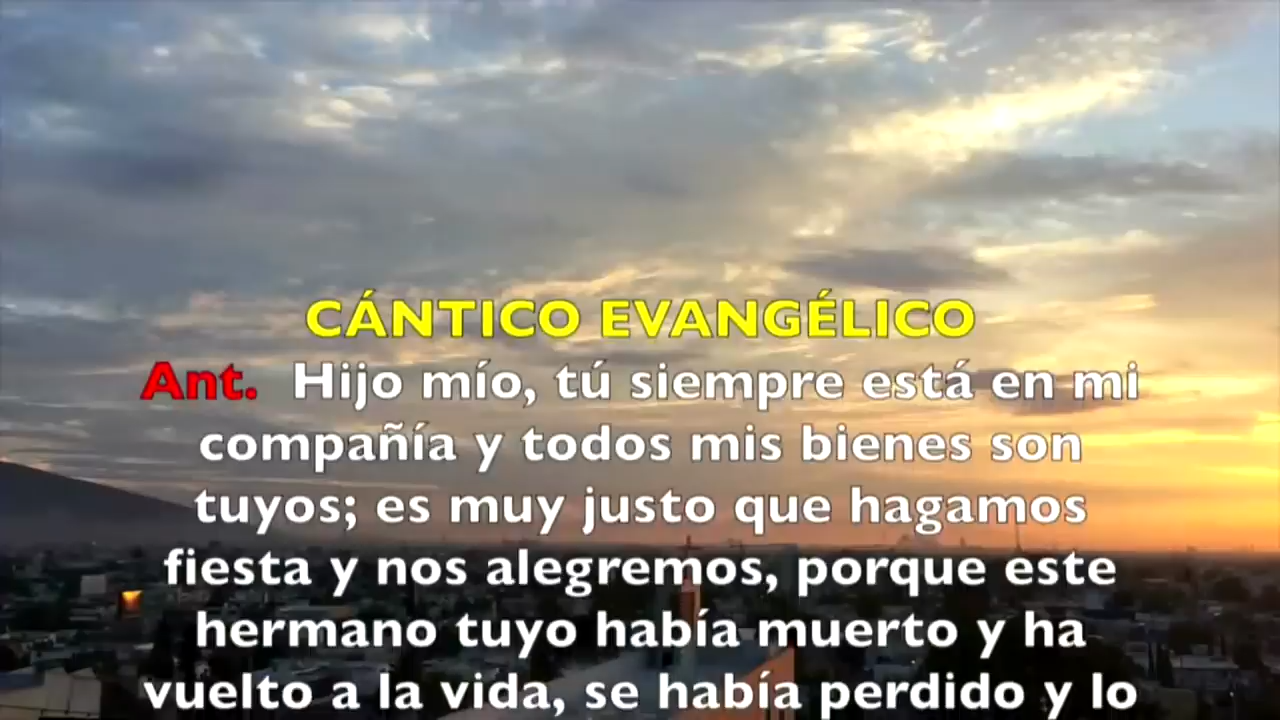 CÁNTICO EVANGÉLICO
Ant. Hijo mío, tú siempre está en mi
compañía y todos mis bienes son
tuyos; es muy justo que hagamos
fiesta y nos alegremos, porque este
hermano tuyo había muerto y ha
vuelto a la vida, se había perdido y lo